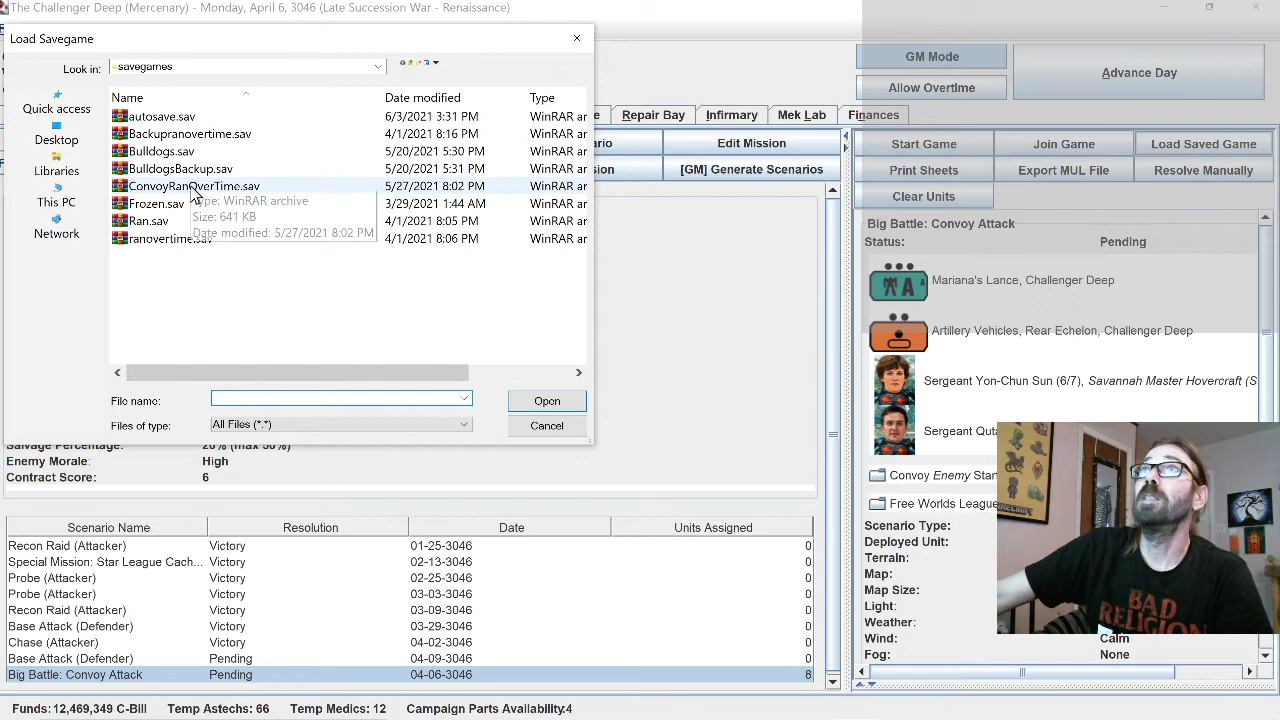 The Challenger Deep (Mercenary) - Monday, April 6, 3046 (Late Succession War - Renaissance)
Load Savegame
Look in:
savegames
Quick access
Desktop
Libraries
This PC
Network
Name
Date modified
Type
autosave.sav
6/3/2021 3:31 PM
WinRAR ar
Backupranovertime.sav
4/1/2021 8:16 PM
WinRAR ar
Bulldogs.sav
5/20/2021 5:30 PM
WinRAR ar
BulldogsBackup.sav
5/20/2021 5:31 PM
WinRAR ar
ConvoyRanOverTime.sav
5/27/2021 8:02 PM
WinRAR ar
Frozen.sav
3/29/2021 1:44 AM
WinRAR ar
Ran.sav
4/1/2021 8:05 PM
WinRAR ar
ranovertime.sav
4/1/2021 8:06 PM
WinRAR ar
Type: WinRAR archive
Size: 641 KB
Date modified: 5/27/2021 8:02 PM
File name:
Open
Files of type:
All Files (*.*)
Cancel
GM Mode
Allow Overtime
Advance Day
Repair Bay
Infirmary
Mek Lab
Finances
Edit Mission
[GM] Generate Scenarios
Start Game
Join Game
Load Saved Game
Print Sheets
Export MUL File
Resolve Manually
Clear Units
Big Battle: Convoy Attack
Status:
Pending
Mariana's Lance, Challenger Deep
Artillery Vehicles, Rear Echelon, Challenger Deep
Sergeant Yon-Chun Sun (6/7), Savannah Master Hovercraft (S
Sergeant Quta
Convoy Enemy Star
Free Worlds League
Scenario Type:
Deployed Unit:
Terrain:
Map:
Map Size:
Light:
Weather:
Wind:
Calm
Fog:
None
BAD
RELIGION
Salvage Percentage:
Enemy Morale:
High
Contract Score:
6
Scenario Name
Resolution
Date
Units Assigned
Recon Raid (Attacker)
Victory
01-25-3046
0
Special Mission: Star League Cach...
Victory
02-13-3046
0
Probe (Attacker)
Victory
02-25-3046
0
Probe (Attacker)
Victory
03-03-3046
0
Recon Raid (Attacker)
Victory
03-09-3046
0
Base Attack (Defender)
Victory
03-29-3046
0
Chase (Attacker)
Victory
04-02-3046
0
Base Attack (Defender)
Pending
04-09-3046
0
Big Battle: Convoy Attack
Pending
04-06-3046
8
Funds: 12,469,349 C-Bill
Temp Astechs: 66
Temp Medics: 12
Campaign Parts Availability:4